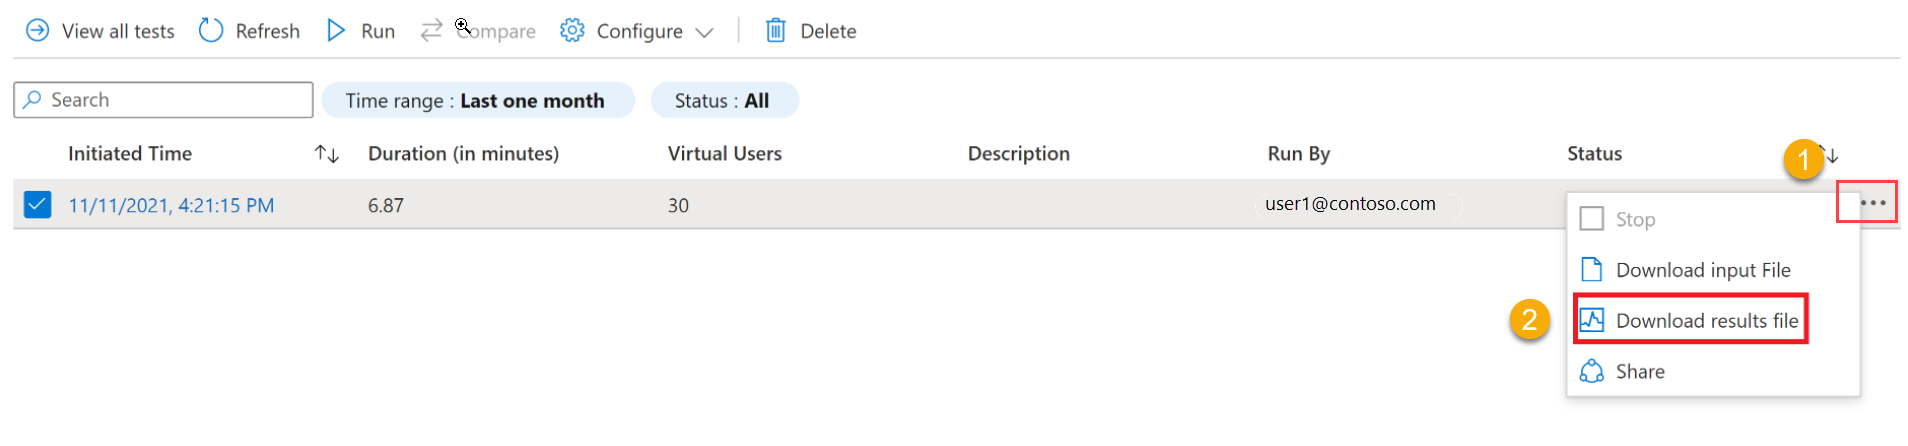 View all tests Refresh Run Compare Configure Delete
Search Time range : Last one month Status : All
Initiated Time Duration (in minutes) Virtual Users Description Run By Status 1
11/11/2021, 4:21:15 PM 6.87 30 user1@contoso.com
Stop
Download input File
2 Download results file
Share